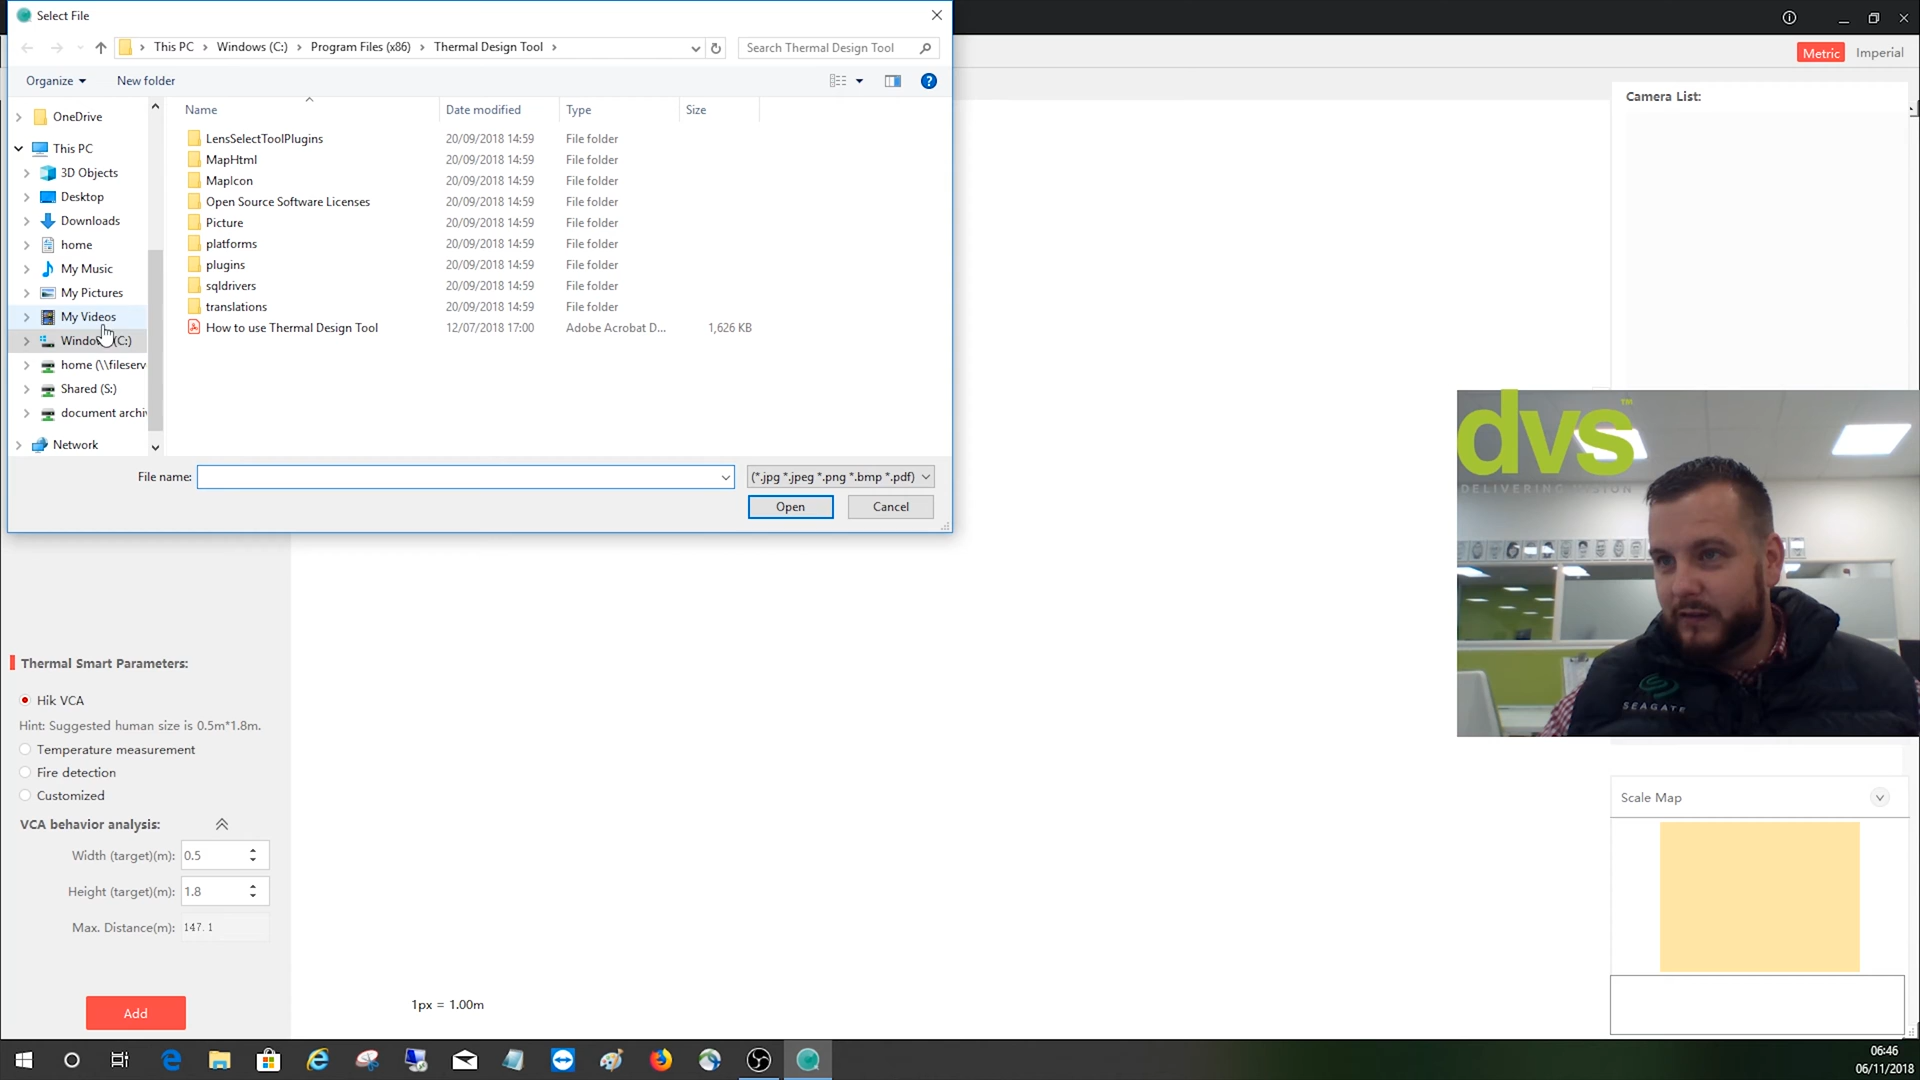 Select File
This PC > Windows (C:) > Program Files (x86) > Thermal Design Tool >
Search Thermal Design Tool
Metric
Imperial
Organize
New folder
Camera List:
Name
Date modified
Type
Size
OneDrive
This PC
3D Objects
Desktop
Downloads
home
My Music
My Pictures
My Videos
Windows (C:)
home (\\fileserv
Shared (S:)
document archiv
Network
LensSelectToolPlugins 20/09/2018 14:59 File folder
MapHtml 20/09/2018 14:59 File folder
MapIcon 20/09/2018 14:59 File folder
Open Source Software Licenses 20/09/2018 14:59 File folder
Picture 20/09/2018 14:59 File folder
platforms 20/09/2018 14:59 File folder
plugins 20/09/2018 14:59 File folder
sqldrivers 20/09/2018 14:59 File folder
translations 20/09/2018 14:59 File folder
How to use Thermal Design Tool 12/07/2018 17:00 Adobe Acrobat D... 1,626 KB
File name:
(*.jpg *.jpeg *.png *.bmp *.pdf)
Open
Cancel
dvs™
DELIVERING VISION
SEAGATE
Thermal Smart Parameters:
Hik VCA
Hint: Suggested human size is 0.5m*1.8m.
Temperature measurement
Fire detection
Customized
VCA behavior analysis:
Width (target)(m): 0.5
Height (target)(m): 1.8
Max. Distance(m): 147.1
Add
1px = 1.00m
Scale Map
06:46
06/11/2018